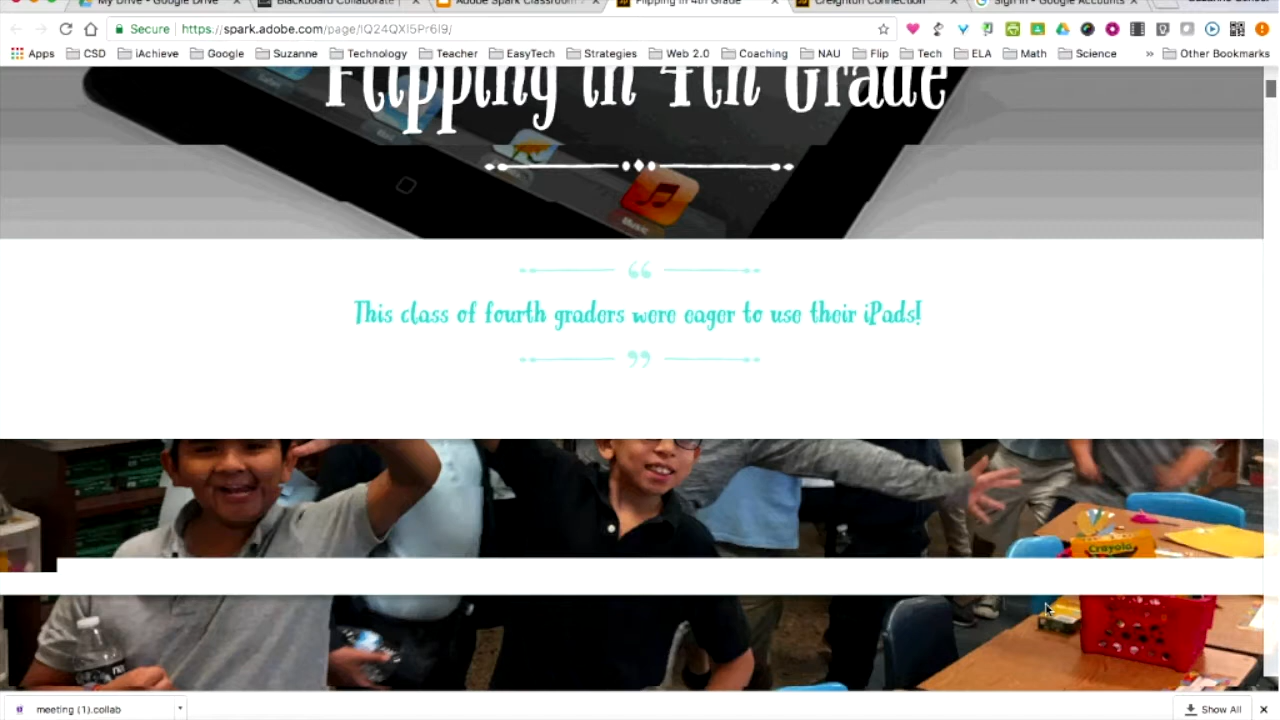 My Drive - Google Drive
Blackboard Collaborate
Adobe Spark Classroom
Flipping in 4th Grade
Creighton Connection
Sign in - Google Accounts
Secure https://spark.adobe.com/page/IQ24QXI5Pr6I9/
Apps CSD iAchieve Google Suzanne Technology Teacher EasyTech Strategies Web 2.0 Coaching NAU Flip Tech ELA Math Science » Other Bookmarks
Flipping in 4th Grade
Music
“
This class of fourth graders were eager to use their iPads!
”
Crayola
meeting (1).collab
Show All